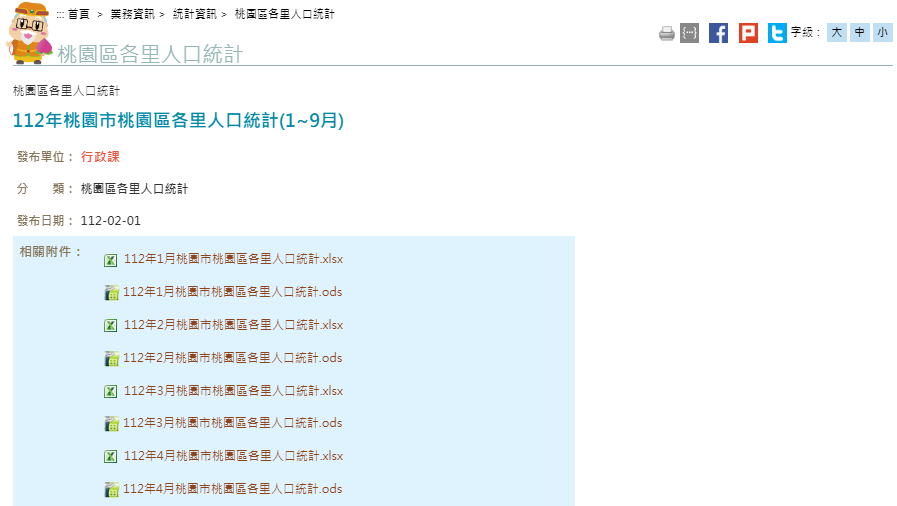 ::: 首頁 > 業務資訊 > 統計資訊 > 桃園區各里人口統計
字級： 大 中 小
桃園區各里人口統計
桃園區各里人口統計
112年桃園市桃園區各里人口統計(1~9月)
發布單位： 行政課
分　　類： 桃園區各里人口統計
發布日期： 112-02-01
相關附件：
112年1月桃園市桃園區各里人口統計.xlsx
112年1月桃園市桃園區各里人口統計.ods
112年2月桃園市桃園區各里人口統計.xlsx
112年2月桃園市桃園區各里人口統計.ods
112年3月桃園市桃園區各里人口統計.xlsx
112年3月桃園市桃園區各里人口統計.ods
112年4月桃園市桃園區各里人口統計.xlsx
112年4月桃園市桃園區各里人口統計.ods